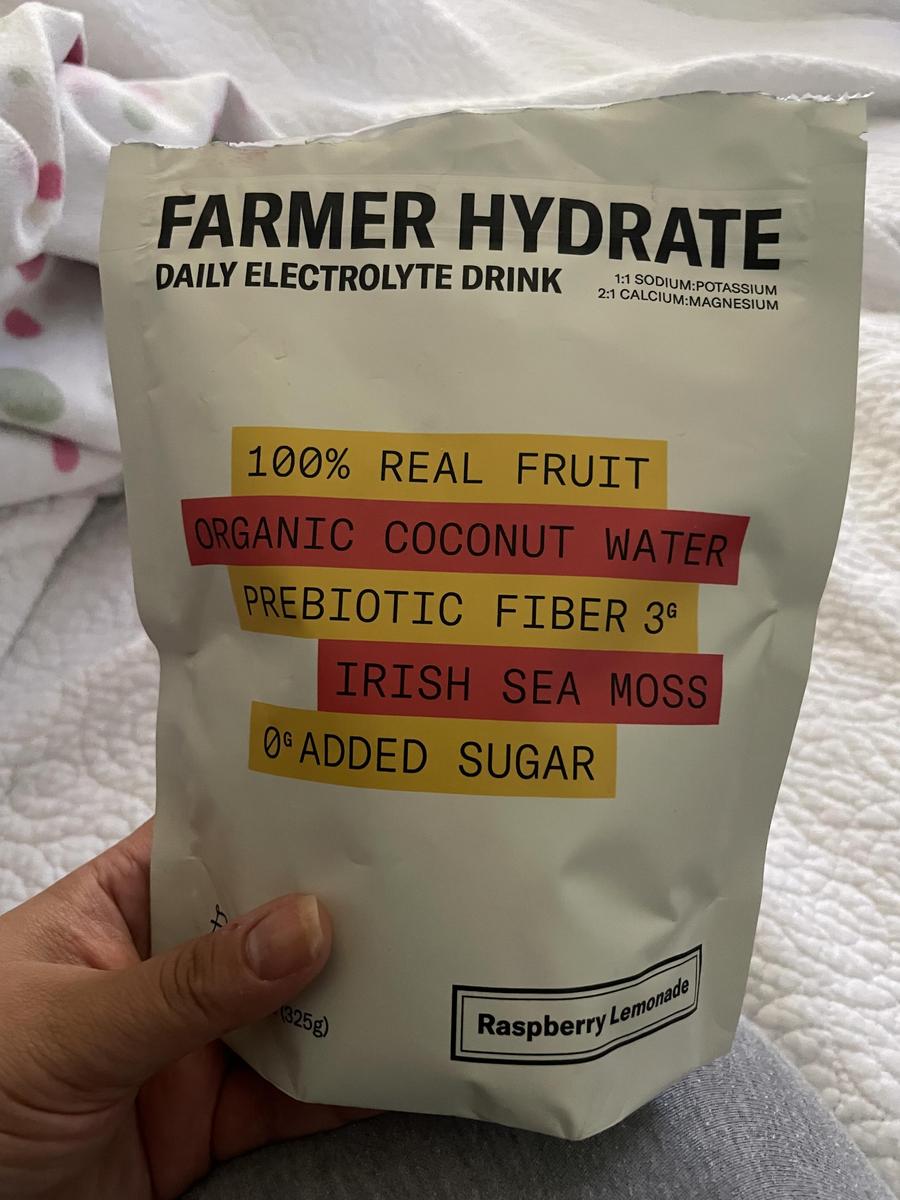 FARMER HYDRATE
DAILY ELECTROLYTE DRINK
1:1 SODIUM:POTASSIUM
2:1 CALCIUM:MAGNESIUM
100% REAL FRUIT
ORGANIC COCONUT WATER
PREBIOTIC FIBER 3G
IRISH SEA MOSS
0G ADDED SUGAR
(325g)
Raspberry Lemonade